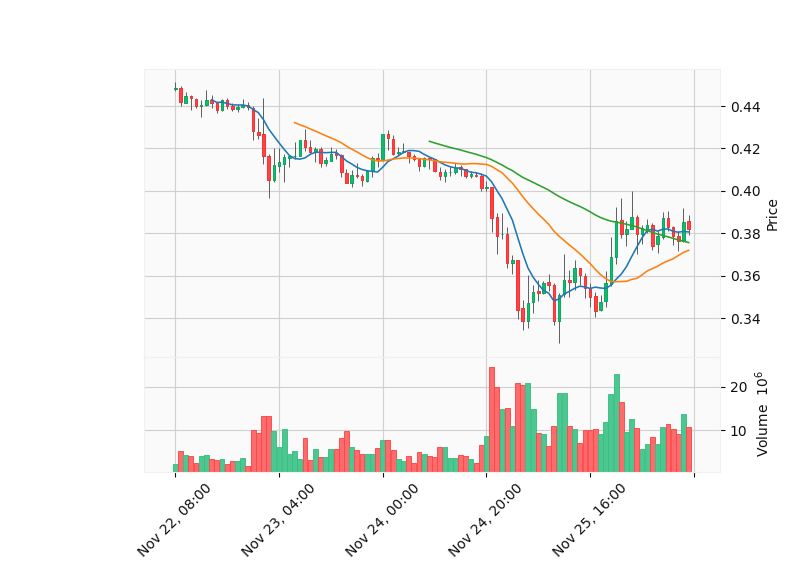 0.44
0.42
0.40
0.38
0.36
0.34
Price
20
10
Volume 10^6
Nov 22, 08:00
Nov 23, 04:00
Nov 24, 00:00
Nov 24, 20:00
Nov 25, 16:00